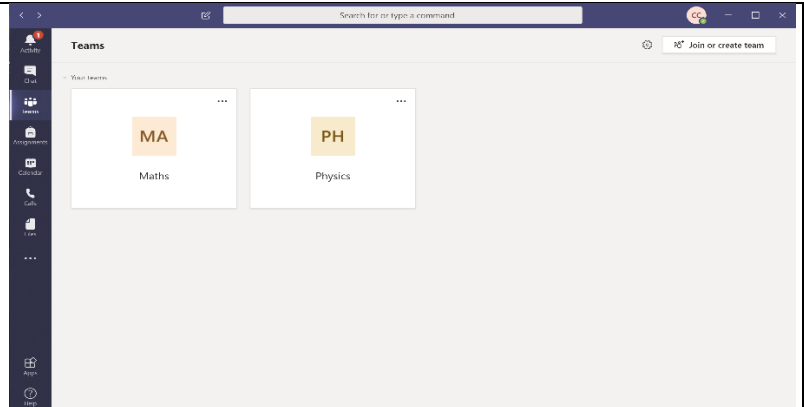 Search for or type a command
CC
1
Activity
Teams
Join or create team
Chat
Your teams
Teams
MA
PH
Assignments
Maths
Physics
Calendar
Calls
Files
Apps
Help